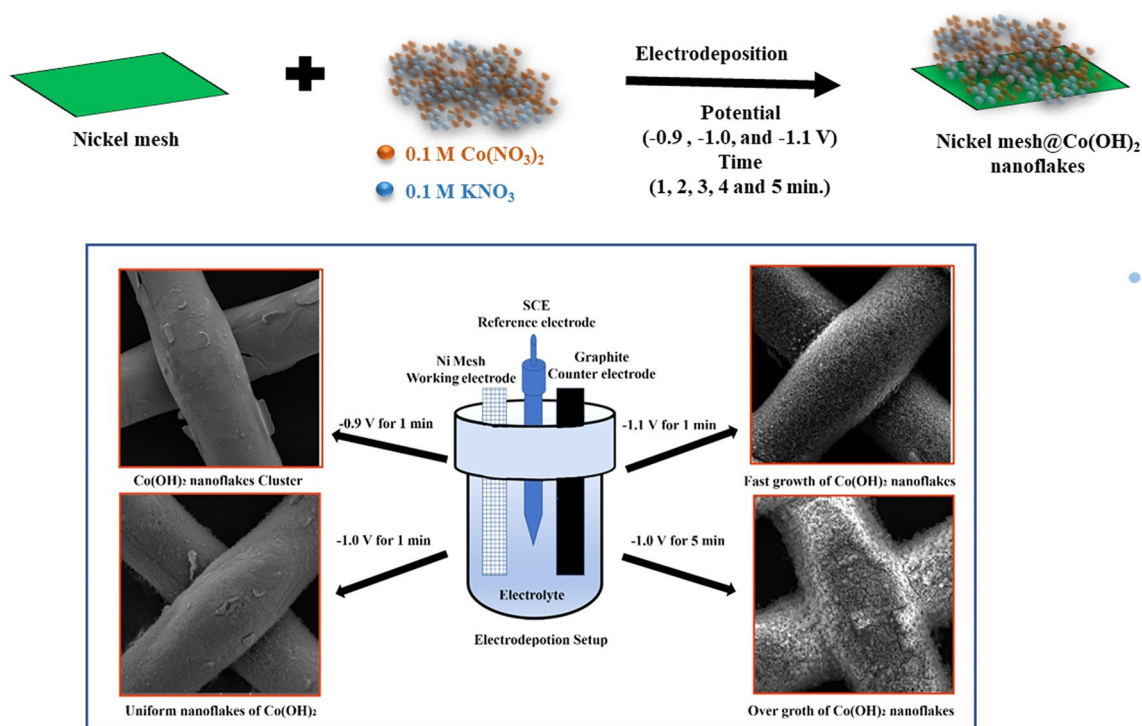 Nickel mesh
0.1 M Co(NO₃)₂
0.1 M KNO₃
Electrodeposition
Potential
(-0.9 , -1.0, and -1.1 V)
Time
(1, 2, 3, 4 and 5 min.)
Nickel mesh@Co(OH)₂
nanoflakes
Co(OH)₂ nanoflakes Cluster
Uniform nanoflakes of Co(OH)₂
-0.9 V for 1 min
-1.0 V for 1 min
SCE
Reference electrode
Ni Mesh
Working electrode
Graphite
Counter electrode
Electrolyte
Electrodepotion Setup
-1.1 V for 1 min
-1.0 V for 5 min
Fast growth of Co(OH)₂ nanoflakes
Over groth of Co(OH)₂ nanoflakes